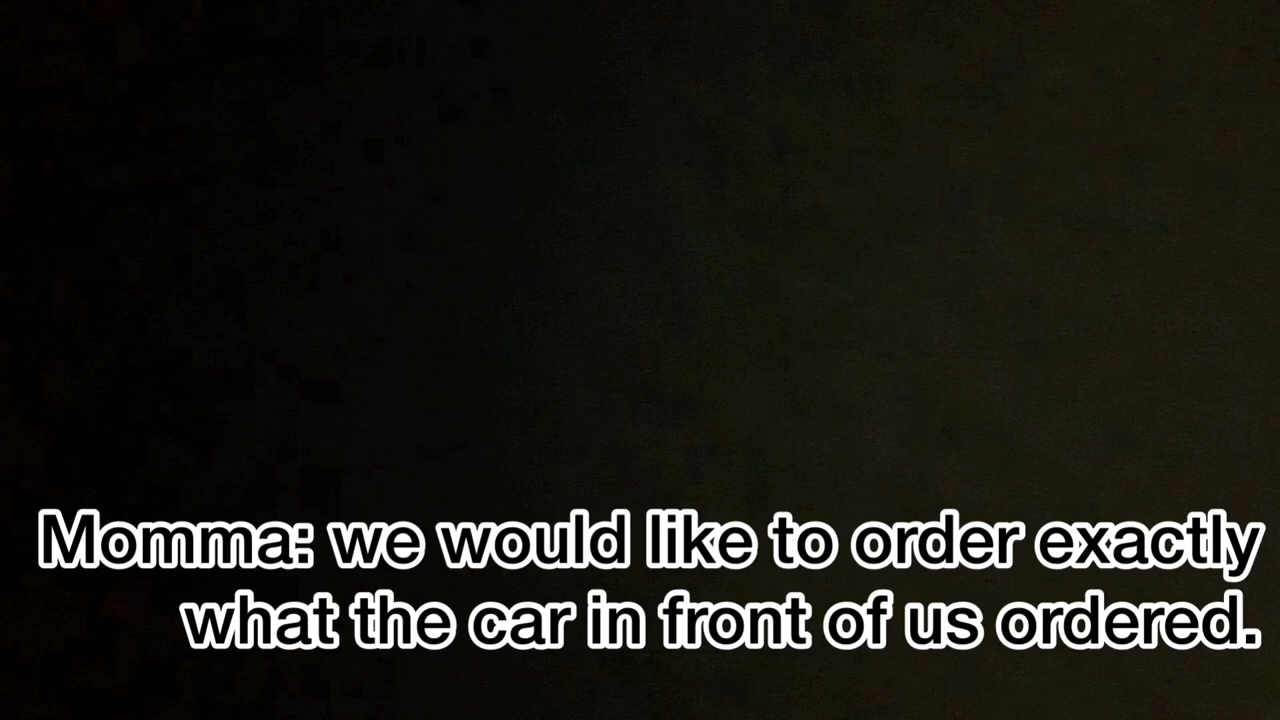 Momma: we would like to order exactly
what the car in front of us ordered.